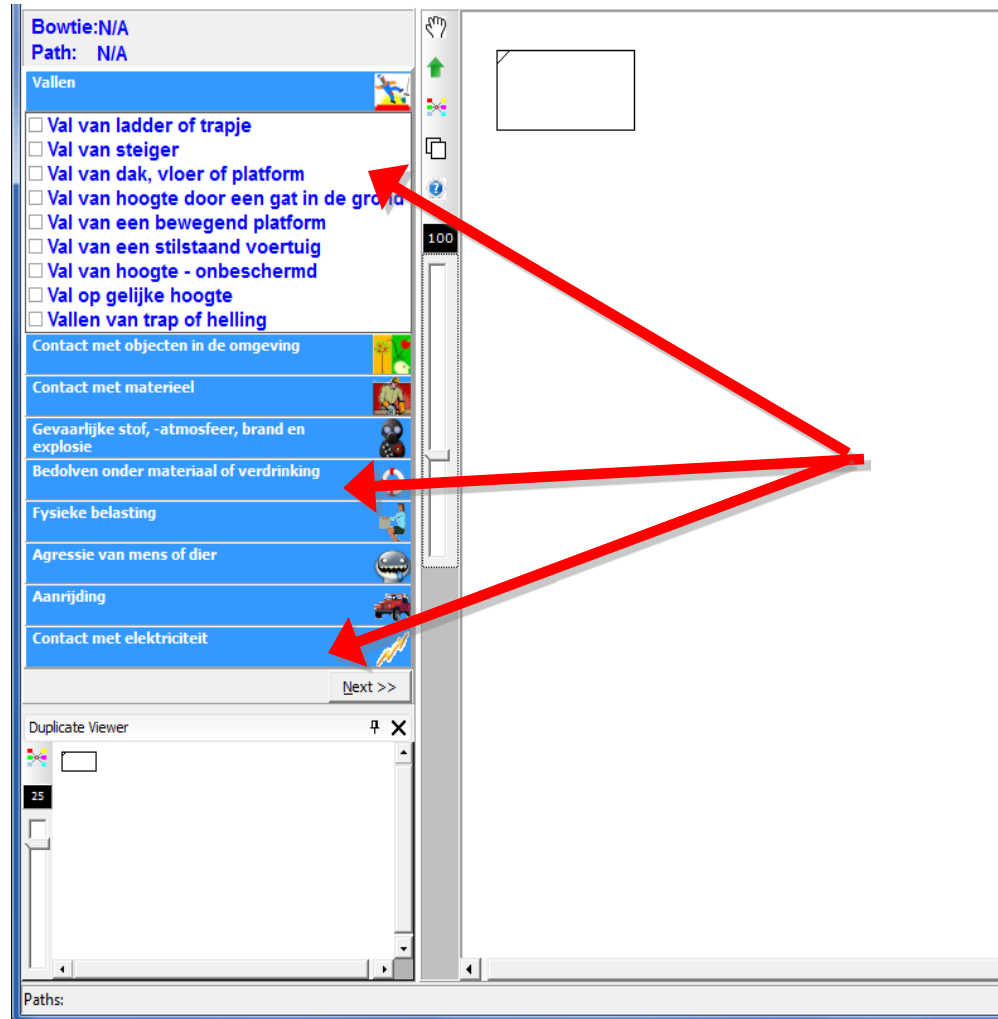 Bowtie:N/A
Path: N/A
Vallen
Val van ladder of trapje
Val van steiger
Val van dak, vloer of platform
Val van hoogte door een gat in de grond
Val van een bewegend platform
Val van een stilstaand voertuig
Val van hoogte - onbeschermd
Val op gelijke hoogte
Vallen van trap of helling
Contact met objecten in de omgeving
Contact met materieel
Gevaarlijke stof, -atmosfeer, brand en
explosie
Bedolven onder materiaal of verdrinking
Fysieke belasting
Agressie van mens of dier
Aanrijding
Contact met elektriciteit
Next >>
100
Duplicate Viewer
25
Paths: